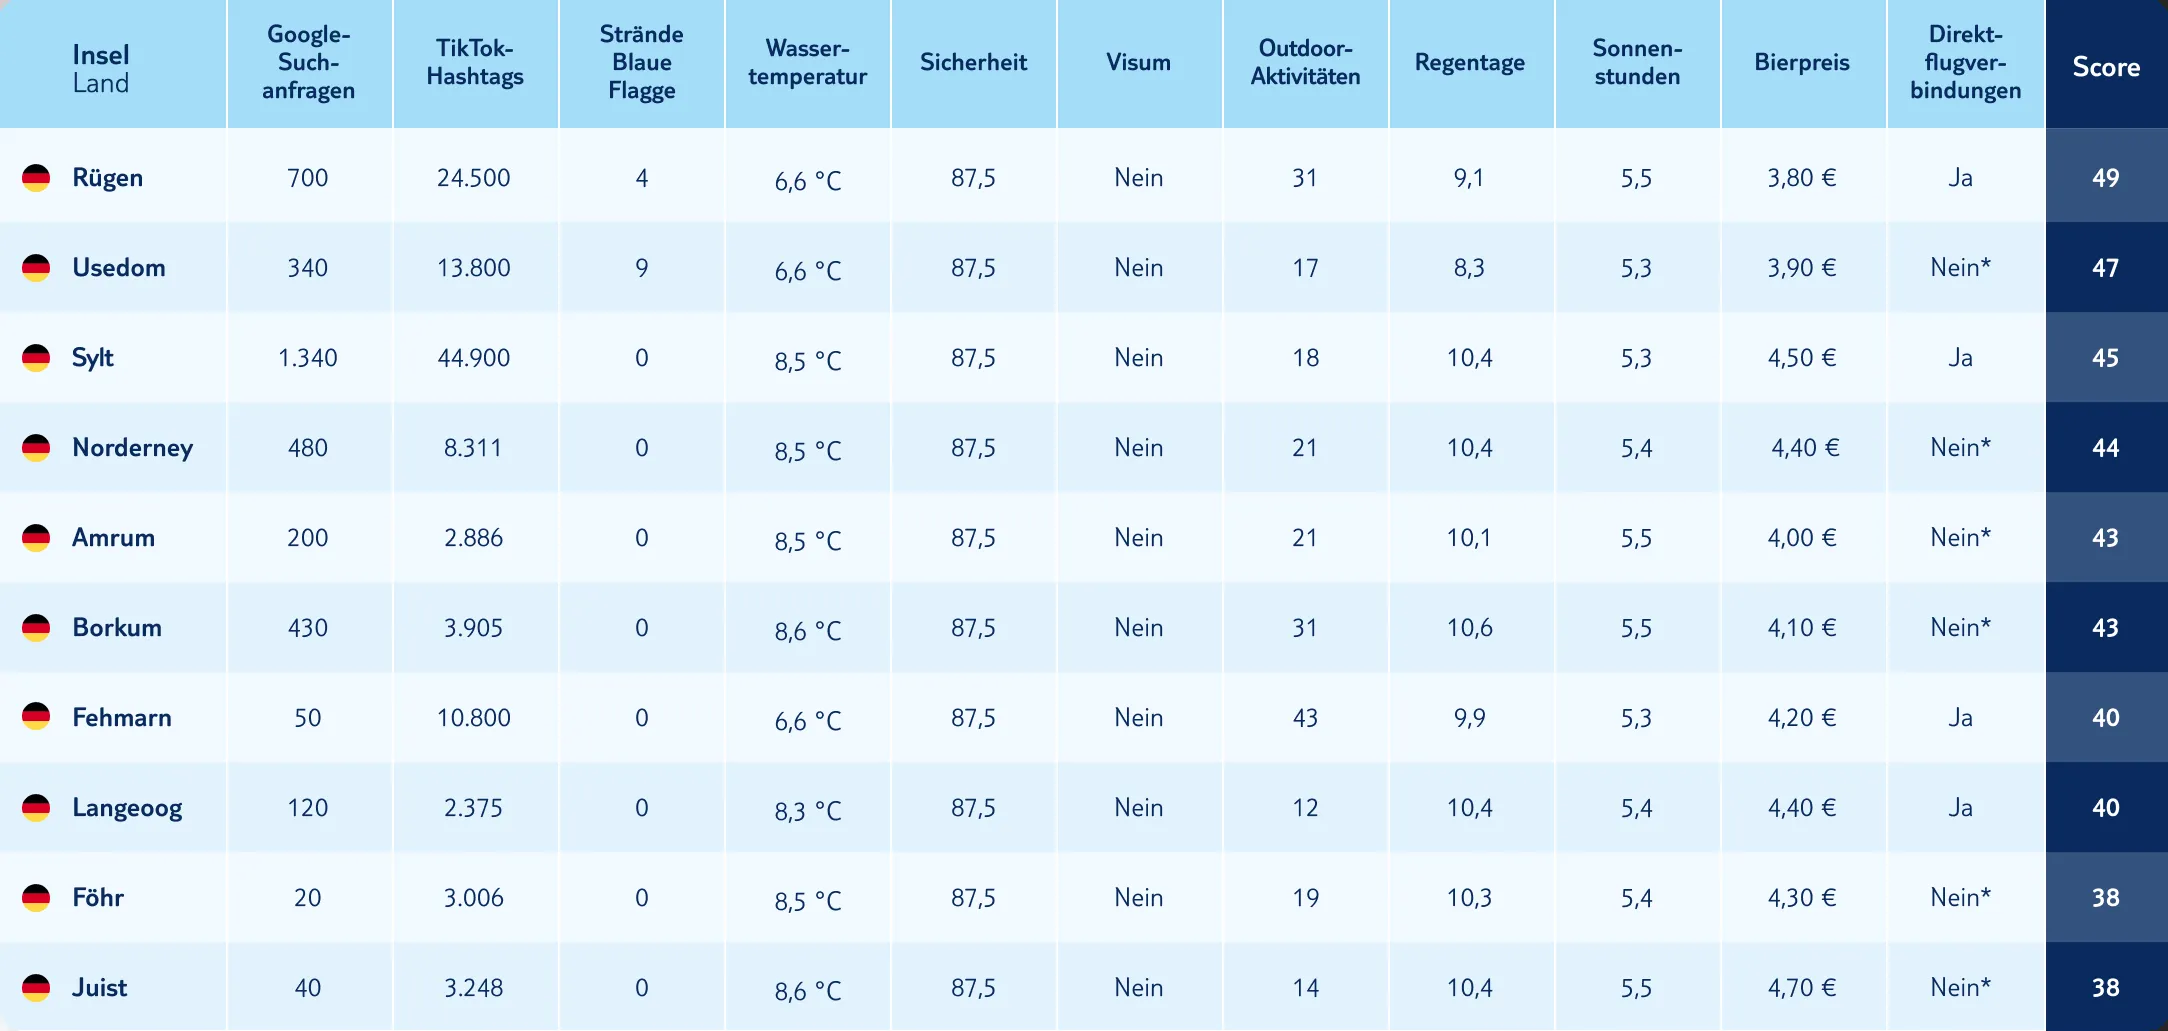 Insel
Land
Google-
Such-
anfragen
TikTok-
Hashtags
Strände
Blaue
Flagge
Wasser-
temperatur
Sicherheit
Visum
Outdoor-
Aktivitäten
Regentage
Sonnen-
stunden
Bierpreis
Direkt-
flugver-
bindungen
Score
Rügen 700 24.500 4 6,6 °C 87,5 Nein 31 9,1 5,5 3,80 € Ja 49
Usedom 340 13.800 9 6,6 °C 87,5 Nein 17 8,3 5,3 3,90 € Nein* 47
Sylt 1.340 44.900 0 8,5 °C 87,5 Nein 18 10,4 5,3 4,50 € Ja 45
Norderney 480 8.311 0 8,5 °C 87,5 Nein 21 10,4 5,4 4,40 € Nein* 44
Amrum 200 2.886 0 8,5 °C 87,5 Nein 21 10,1 5,5 4,00 € Nein* 43
Borkum 430 3.905 0 8,6 °C 87,5 Nein 31 10,6 5,5 4,10 € Nein* 43
Fehmarn 50 10.800 0 6,6 °C 87,5 Nein 43 9,9 5,3 4,20 € Ja 40
Langeoog 120 2.375 0 8,3 °C 87,5 Nein 12 10,4 5,4 4,40 € Ja 40
Föhr 20 3.006 0 8,5 °C 87,5 Nein 19 10,3 5,4 4,30 € Nein* 38
Juist 40 3.248 0 8,6 °C 87,5 Nein 14 10,4 5,5 4,70 € Nein* 38